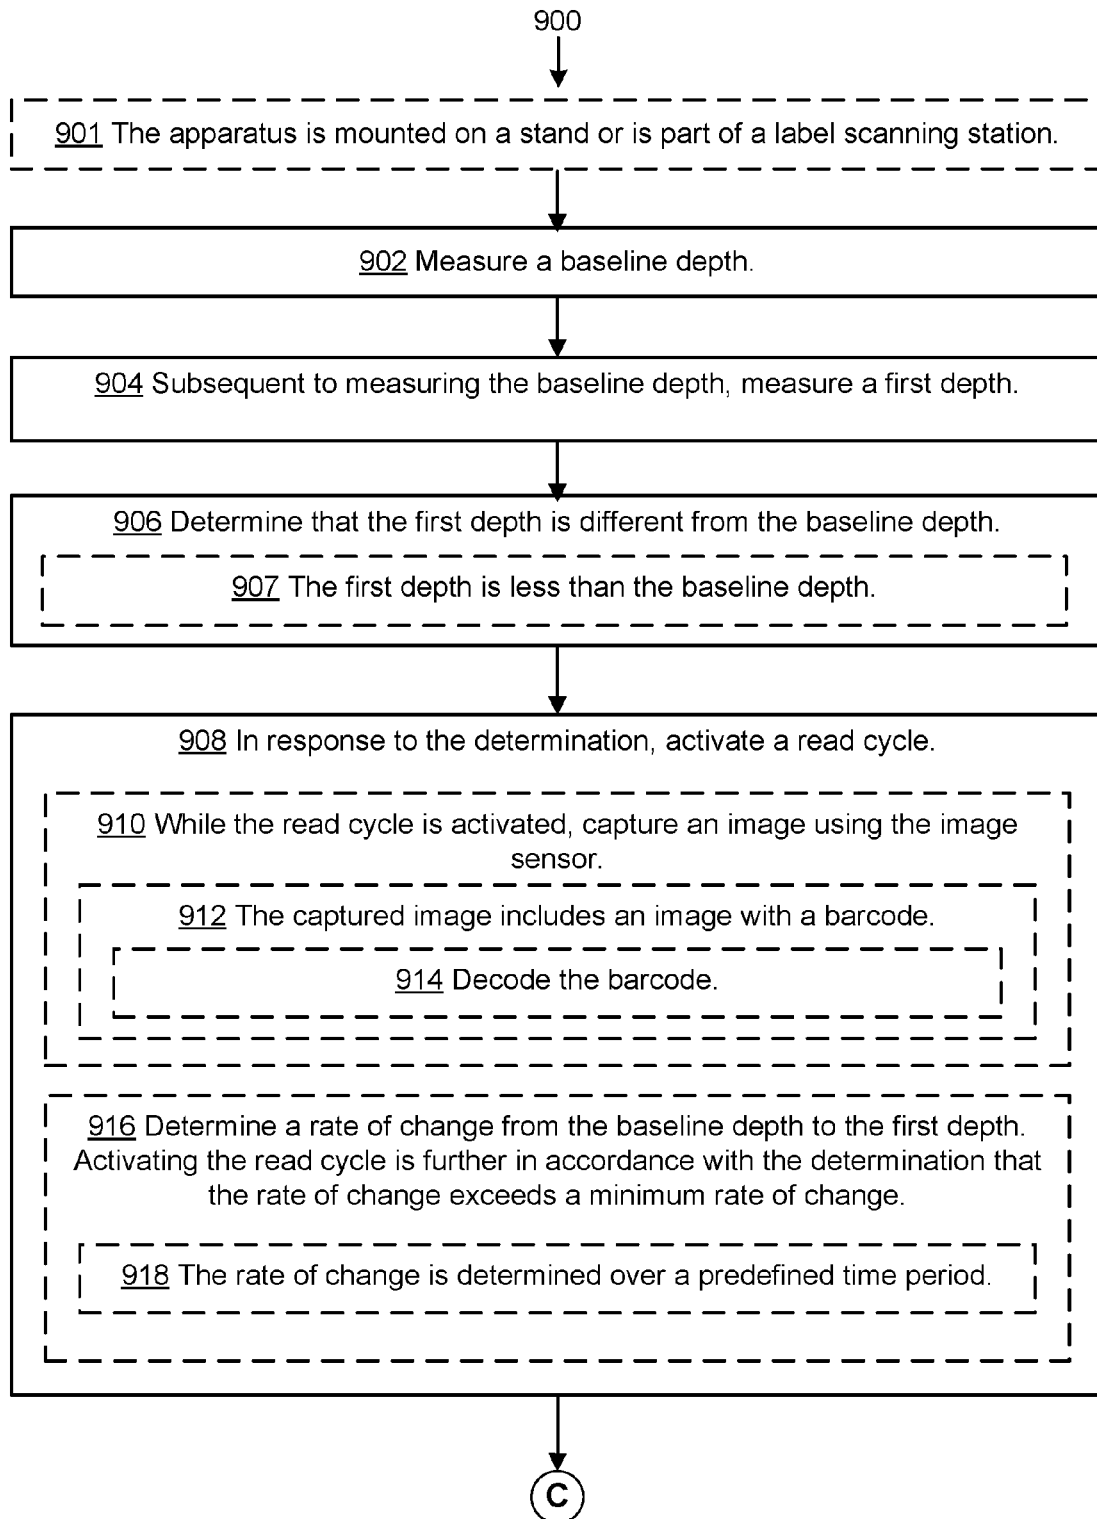 900
901 The apparatus is mounted on a stand or is part of a label scanning station.
902 Measure a baseline depth.
904 Subsequent to measuring the baseline depth, measure a first depth.
906 Determine that the first depth is different from the baseline depth.
907 The first depth is less than the baseline depth.
908 In response to the determination, activate a read cycle.
910 While the read cycle is activated, capture an image using the image
sensor.
912 The captured image includes an image with a barcode.
914 Decode the barcode.
916 Determine a rate of change from the baseline depth to the first depth.
Activating the read cycle is further in accordance with the determination that
the rate of change exceeds a minimum rate of change.
918 The rate of change is determined over a predefined time period.
C